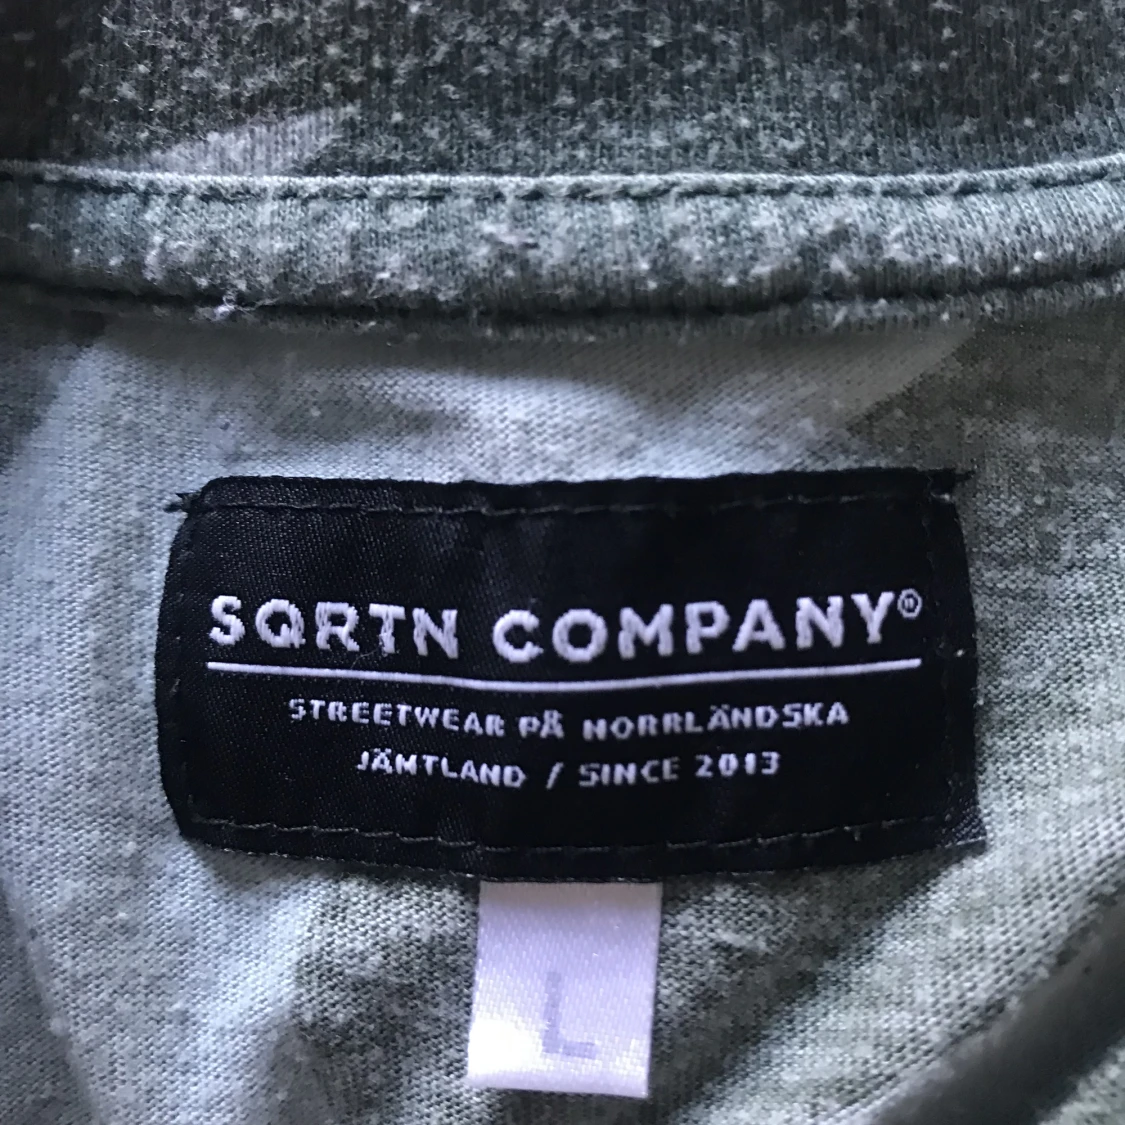 SQRTN COMPANY®
STREETWEAR PÅ NORRLÄNDSKA
JÄMTLAND / SINCE 2013
L